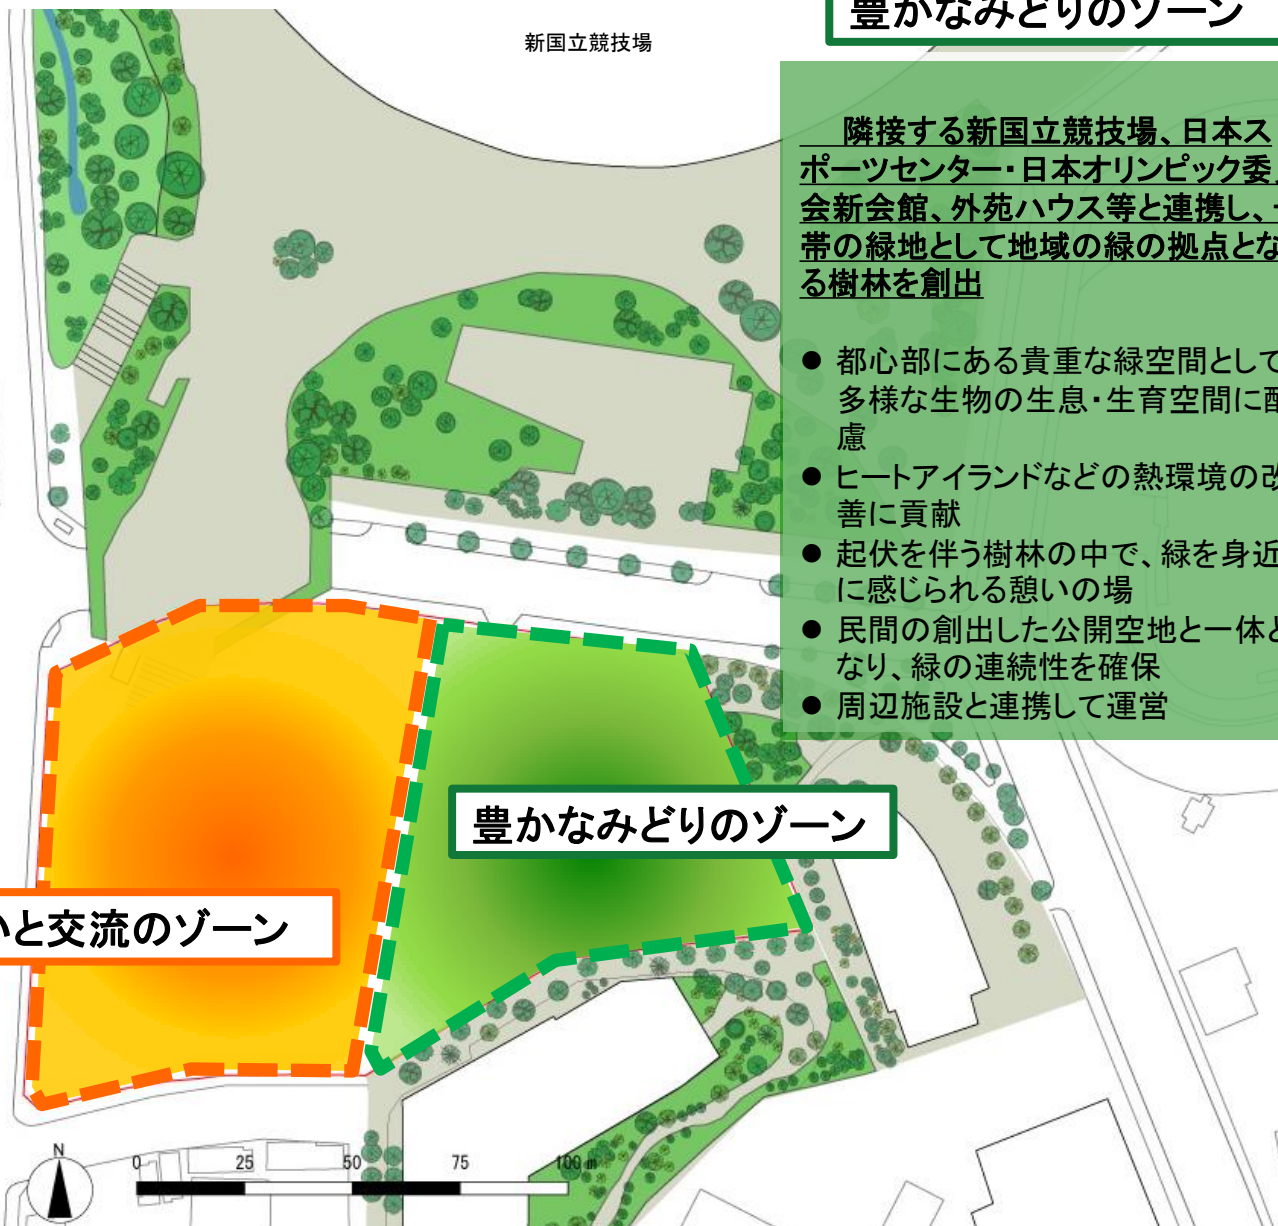 豊かなみどりのゾーン
新国立競技場
隣接する新国立競技場、日本ス
ポーツセンター・日本オリンピック委
会新会館、外苑ハウス等と連携し、
帯の緑地として地域の緑の拠点とな
る樹林を創出
● 都心部にある貴重な緑空間として
多様な生物の生息・生育空間に配
慮
● ヒートアイランドなどの熱環境の改
善に貢献
● 起伏を伴う樹林の中で、緑を身近
に感じられる憩いの場
● 民間の創出した公開空地と一体と
なり、緑の連続性を確保
● 周辺施設と連携して運営
豊かなみどりのゾーン
いと交流のゾーン
N
0 25 50 75 100 m